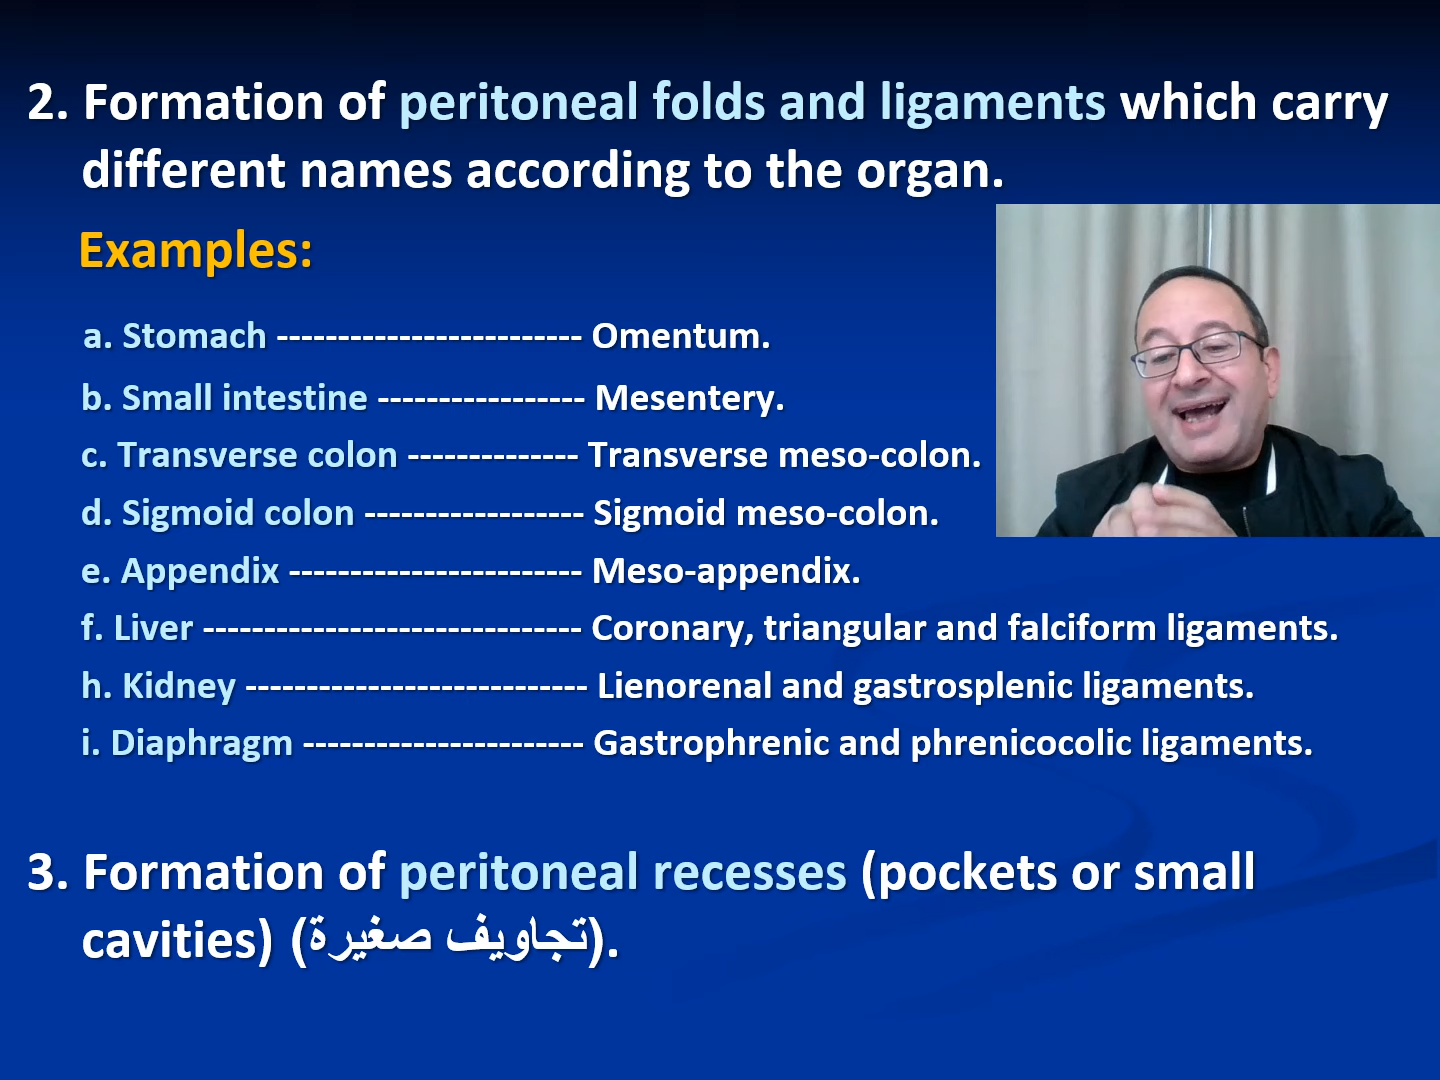 2. Formation of peritoneal folds and ligaments which carry
different names according to the organ.
Examples:
a. Stomach ------------------------- Omentum.
b. Small intestine ----------------- Mesentery.
c. Transverse colon -------------- Transverse meso-colon.
d. Sigmoid colon ------------------ Sigmoid meso-colon.
e. Appendix ------------------------ Meso-appendix.
f. Liver ------------------------------- Coronary, triangular and falciform ligaments.
h. Kidney ---------------------------- Lienorenal and gastrosplenic ligaments.
i. Diaphragm ----------------------- Gastrophrenic and phrenicocolic ligaments.
3. Formation of peritoneal recesses (pockets or small
cavities) (تجاويف صغيرة).